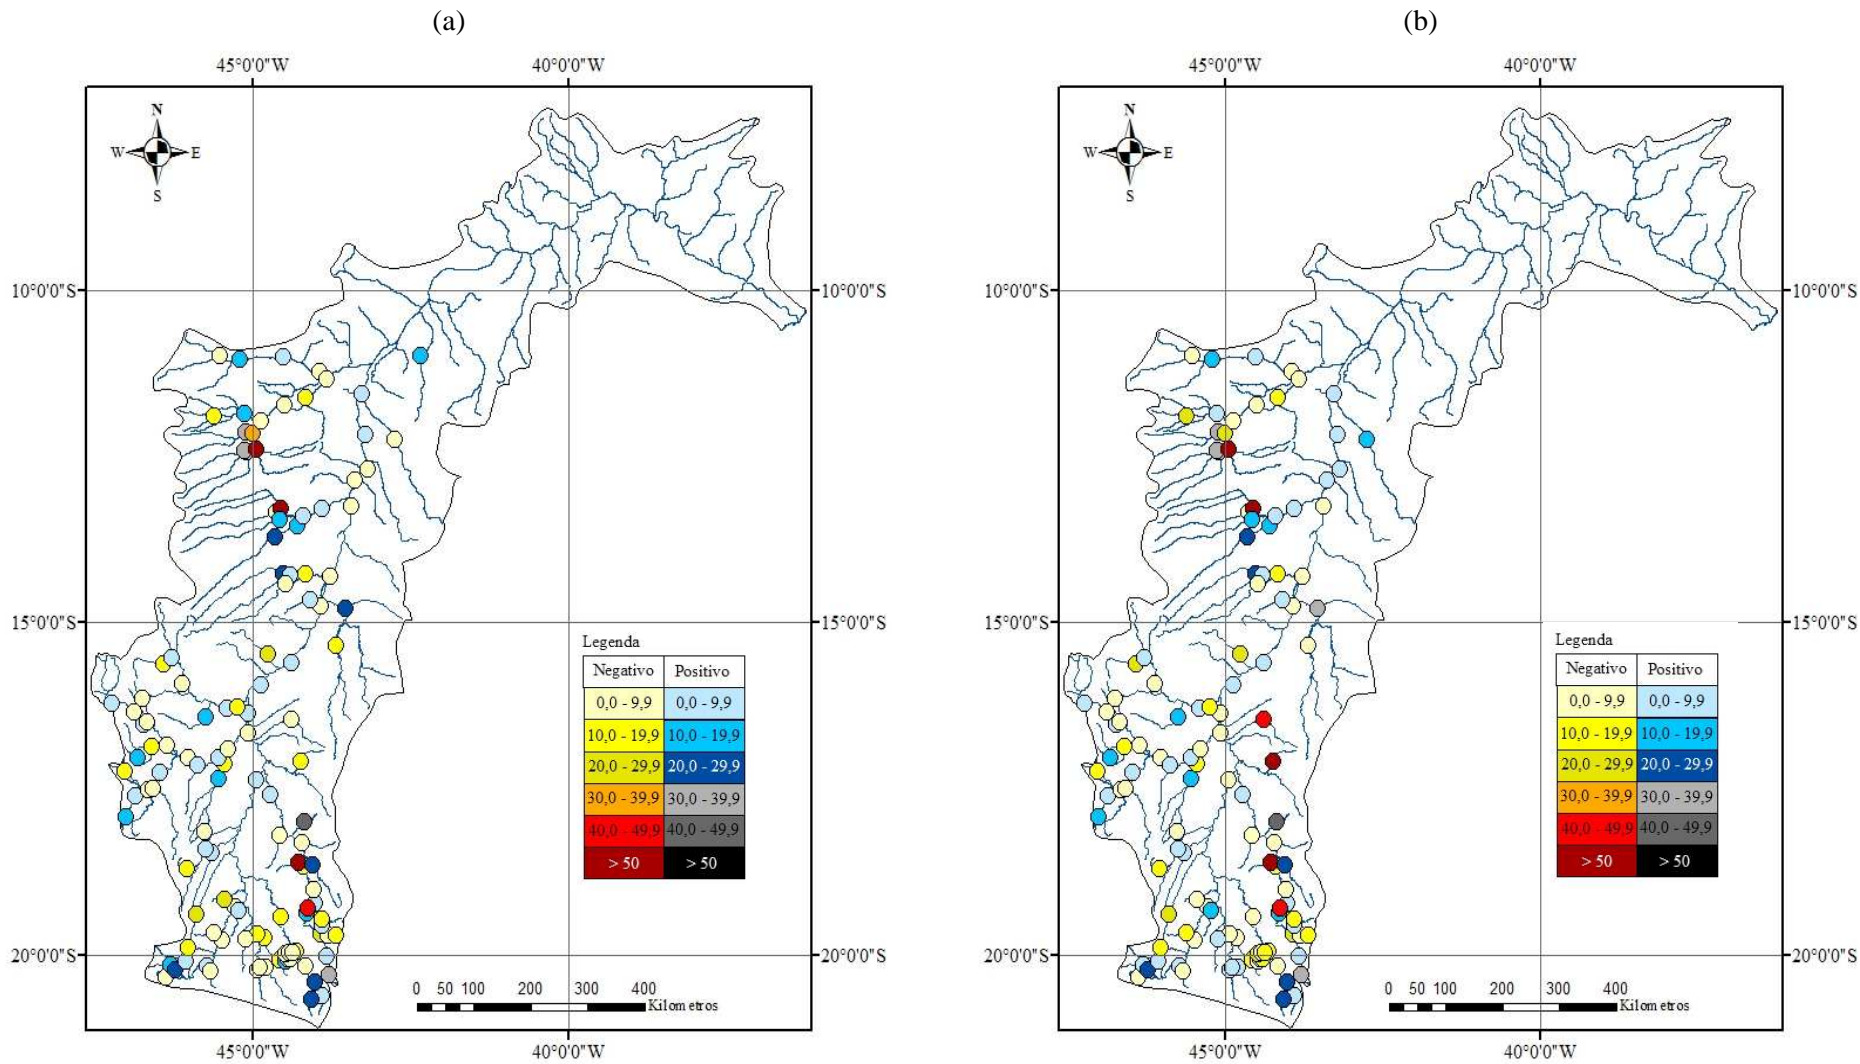 (a)
(b)
45°0'0"W 40°0'0"W
45°0'0"W 40°0'0"W
N
W E
S
N
W E
S
10°0'0"S 10°0'0"S
10°0'0"S 10°0'0"S
15°0'0"S 15°0'0"S
15°0'0"S 15°0'0"S
Legenda
Negativo Positivo
0,0 - 9,9 0,0 - 9,9
10,0 - 19,9 10,0 - 19,9
20,0 - 29,9 20,0 - 29,9
30,0 - 39,9 30,0 - 39,9
40,0 - 49,9 40,0 - 49,9
> 50 > 50
Legenda
Negativo Positivo
0,0 - 9,9 0,0 - 9,9
10,0 - 19,9 10,0 - 19,9
20,0 - 29,9 20,0 - 29,9
30,0 - 39,9 30,0 - 39,9
40,0 - 49,9 40,0 - 49,9
> 50 > 50
20°0'0"S 20°0'0"S
20°0'0"S 20°0'0"S
0 50 100 200 300 400
Kilometros
0 50 100 200 300 400
Kilometros
45°0'0"W 40°0'0"W
45°0'0"W 40°0'0"W